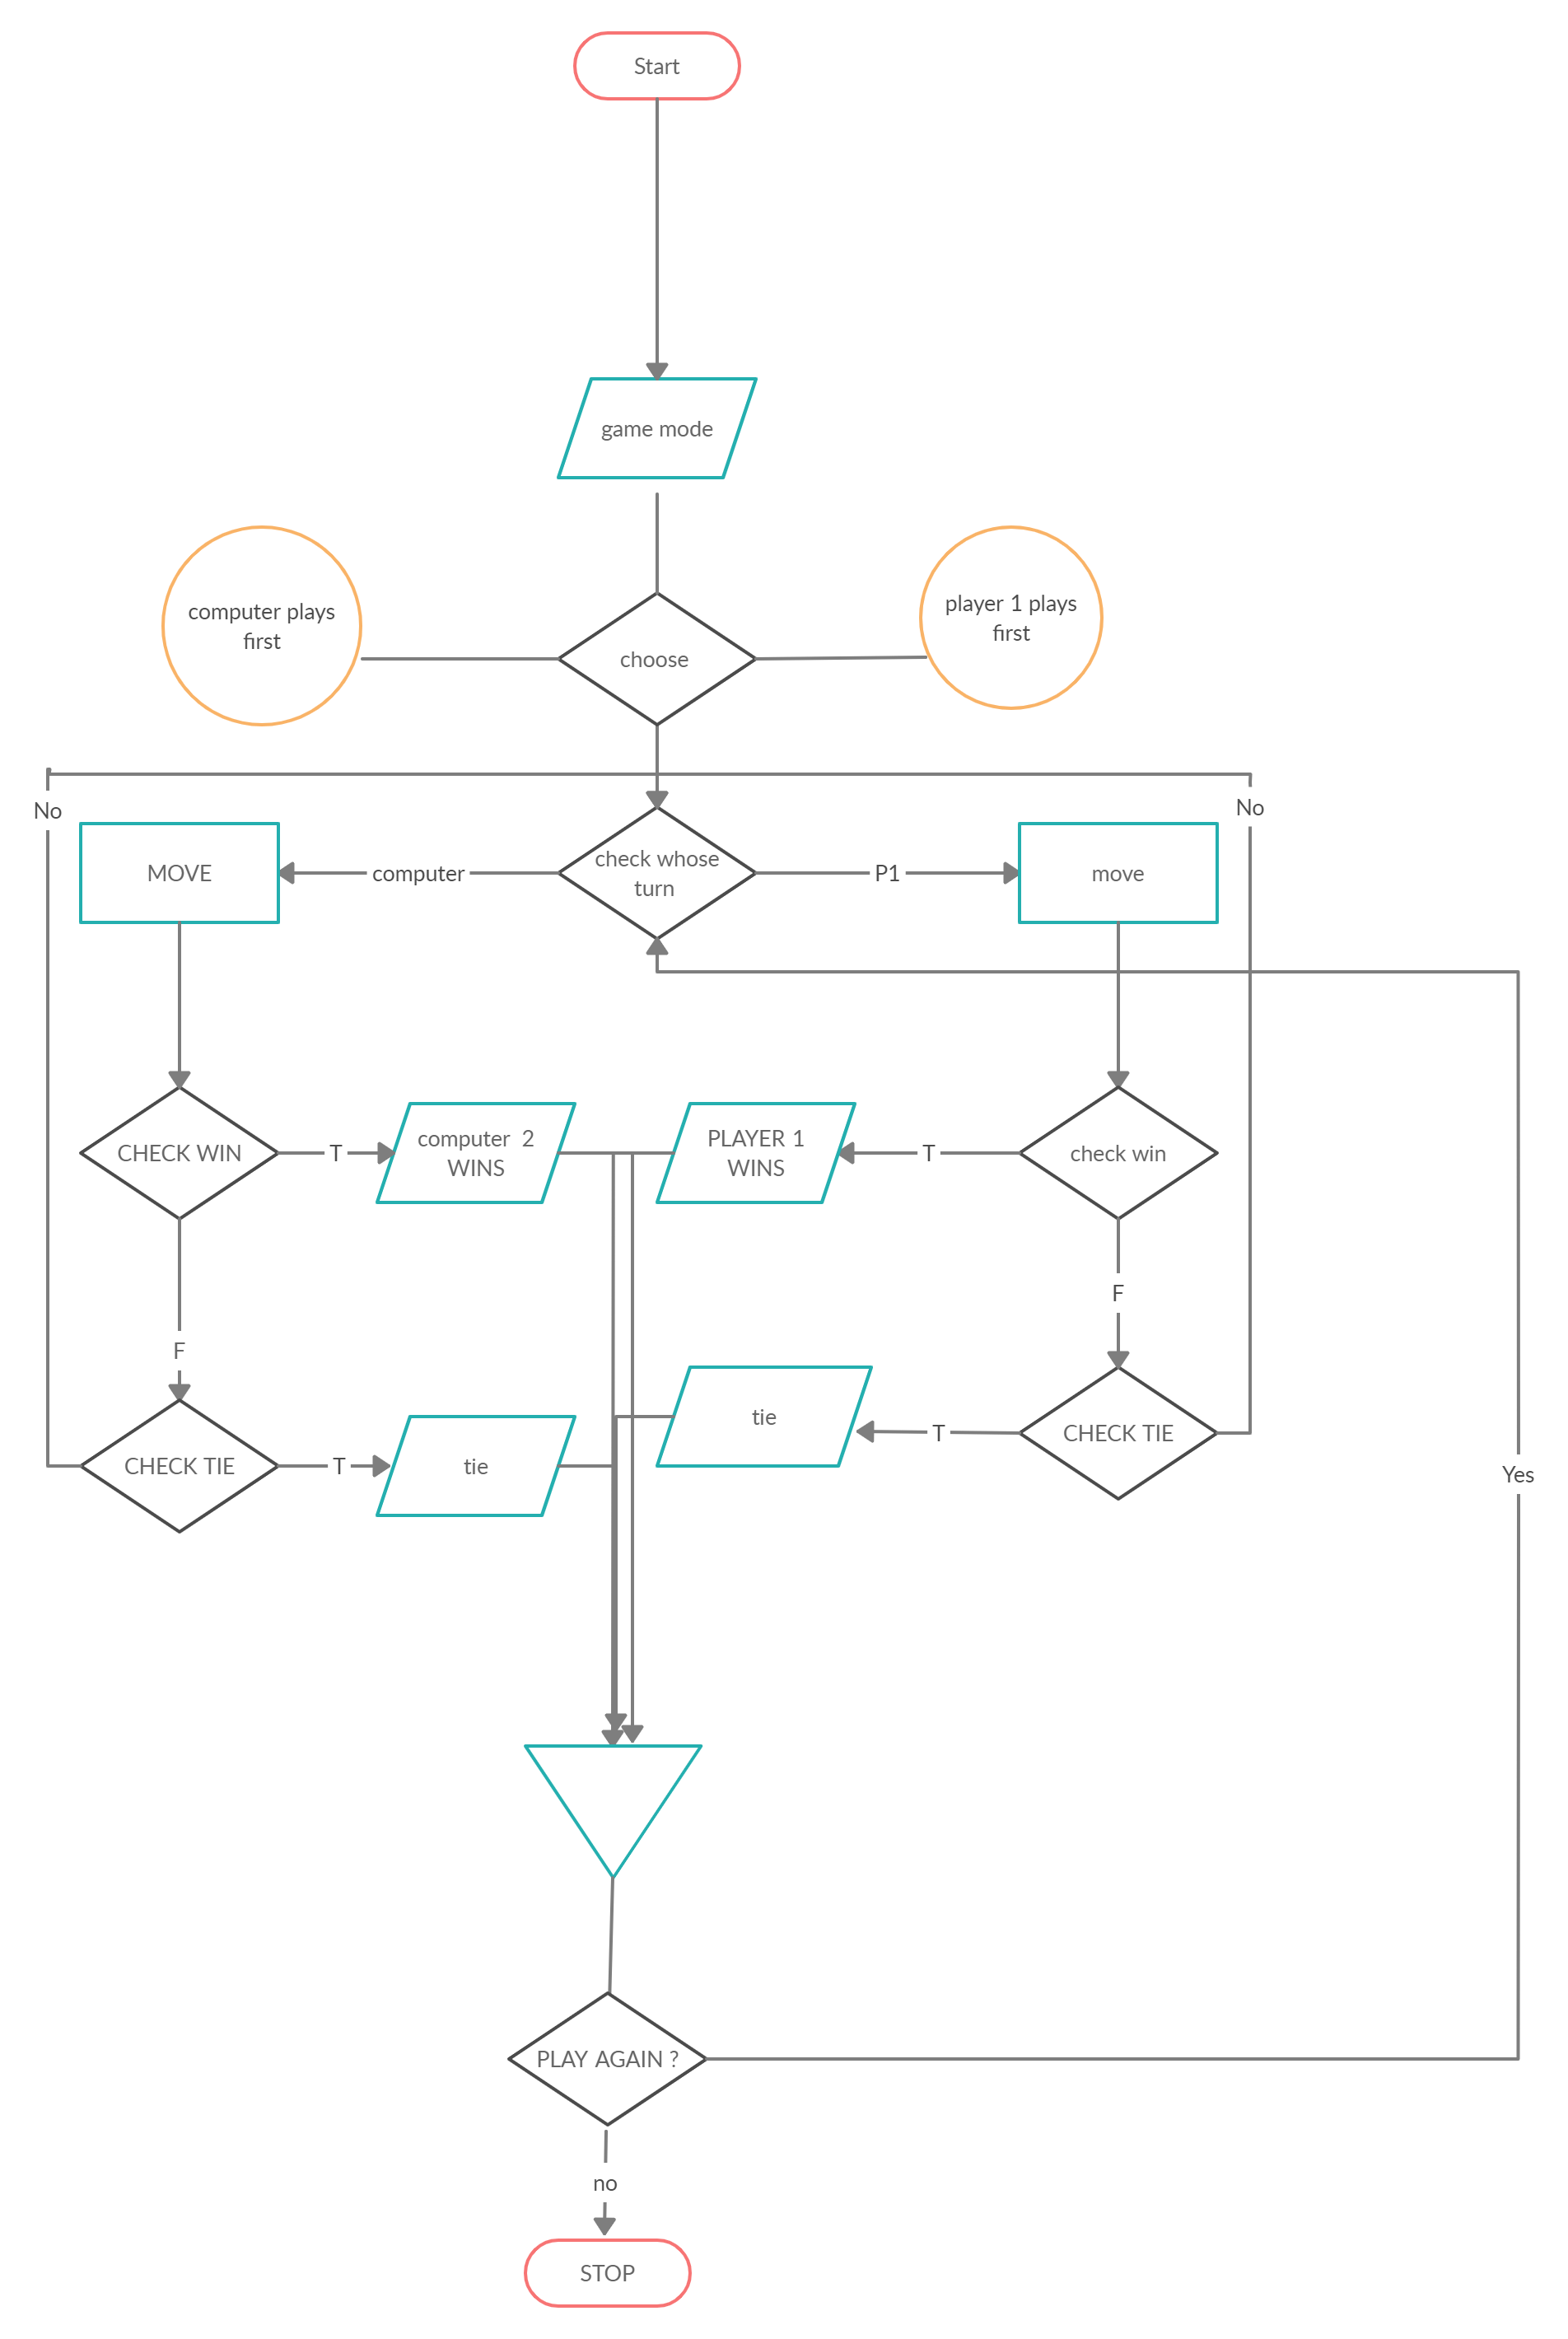 Start
game mode
computer plays
first
player 1 plays
first
choose
No
No
MOVE
computer
check whose
turn
P1
move
CHECK WIN
T
computer 2
WINS
PLAYER 1
WINS
T
check win
F
F
CHECK TIE
T
tie
tie
T
CHECK TIE
Yes
PLAY AGAIN ?
no
STOP